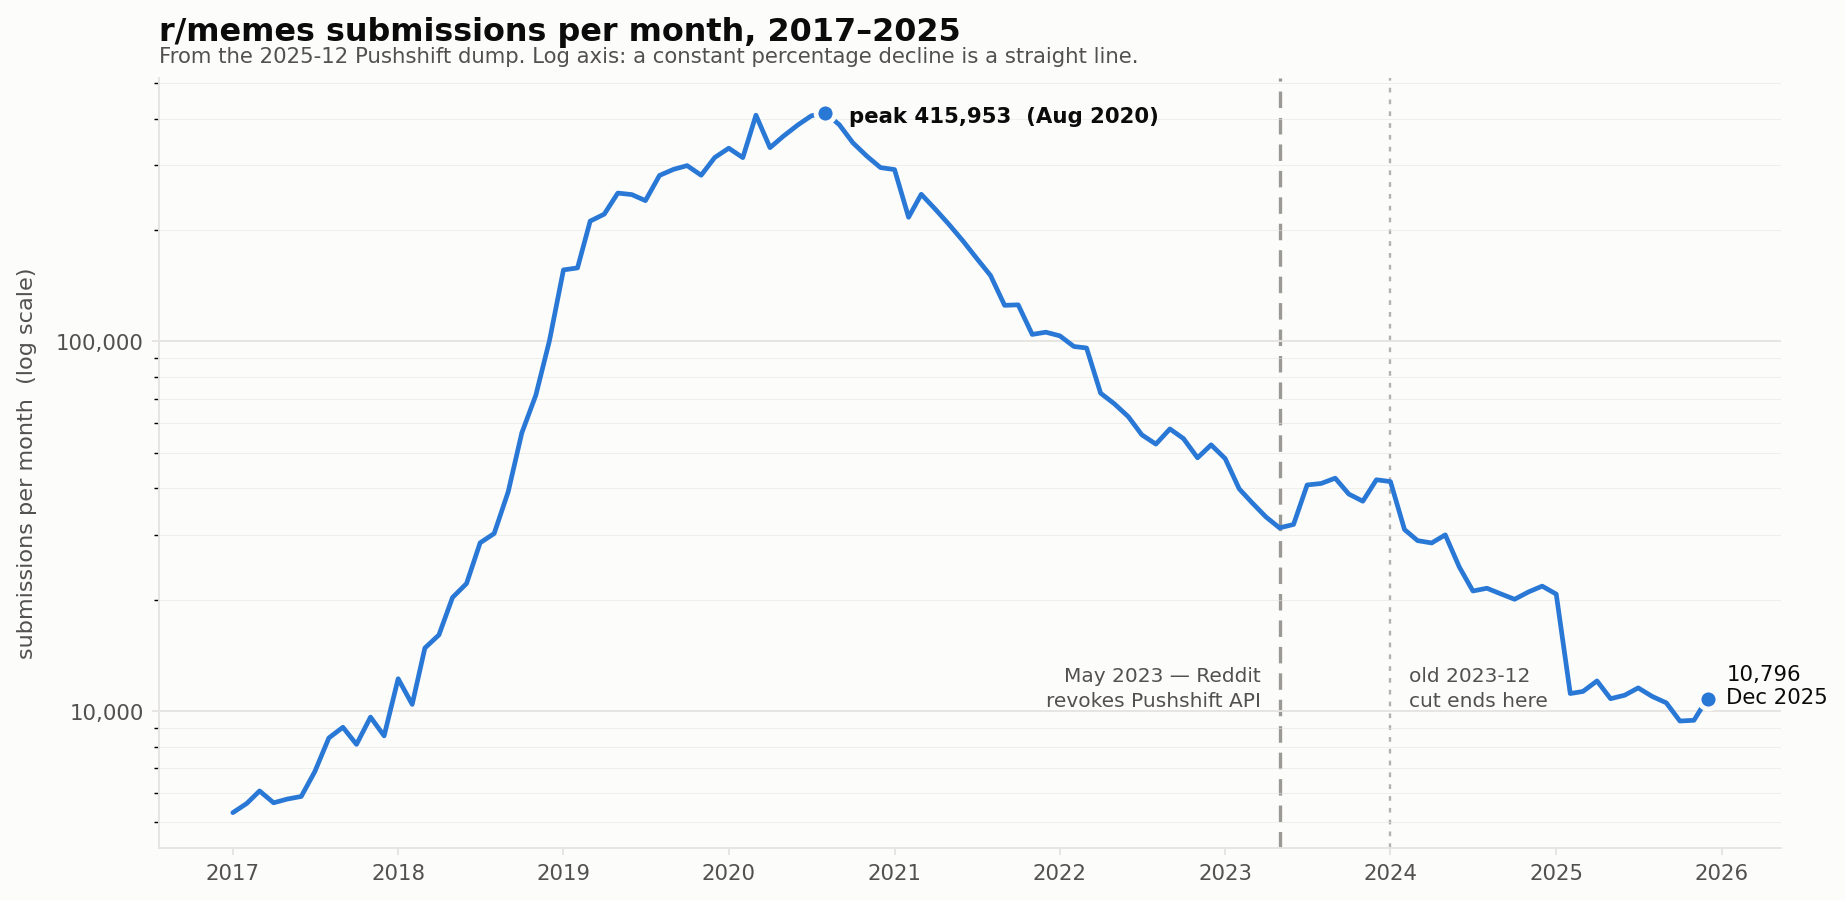 r/memes submissions per month, 2017–2025
From the 2025-12 Pushshift dump. Log axis: a constant percentage decline is a straight line.
submissions per month  (log scale)
100,000
10,000
peak 415,953  (Aug 2020)
May 2023 — Reddit
revokes Pushshift API
old 2023-12
cut ends here
10,796
Dec 2025
2017
2018
2019
2020
2021
2022
2023
2024
2025
2026